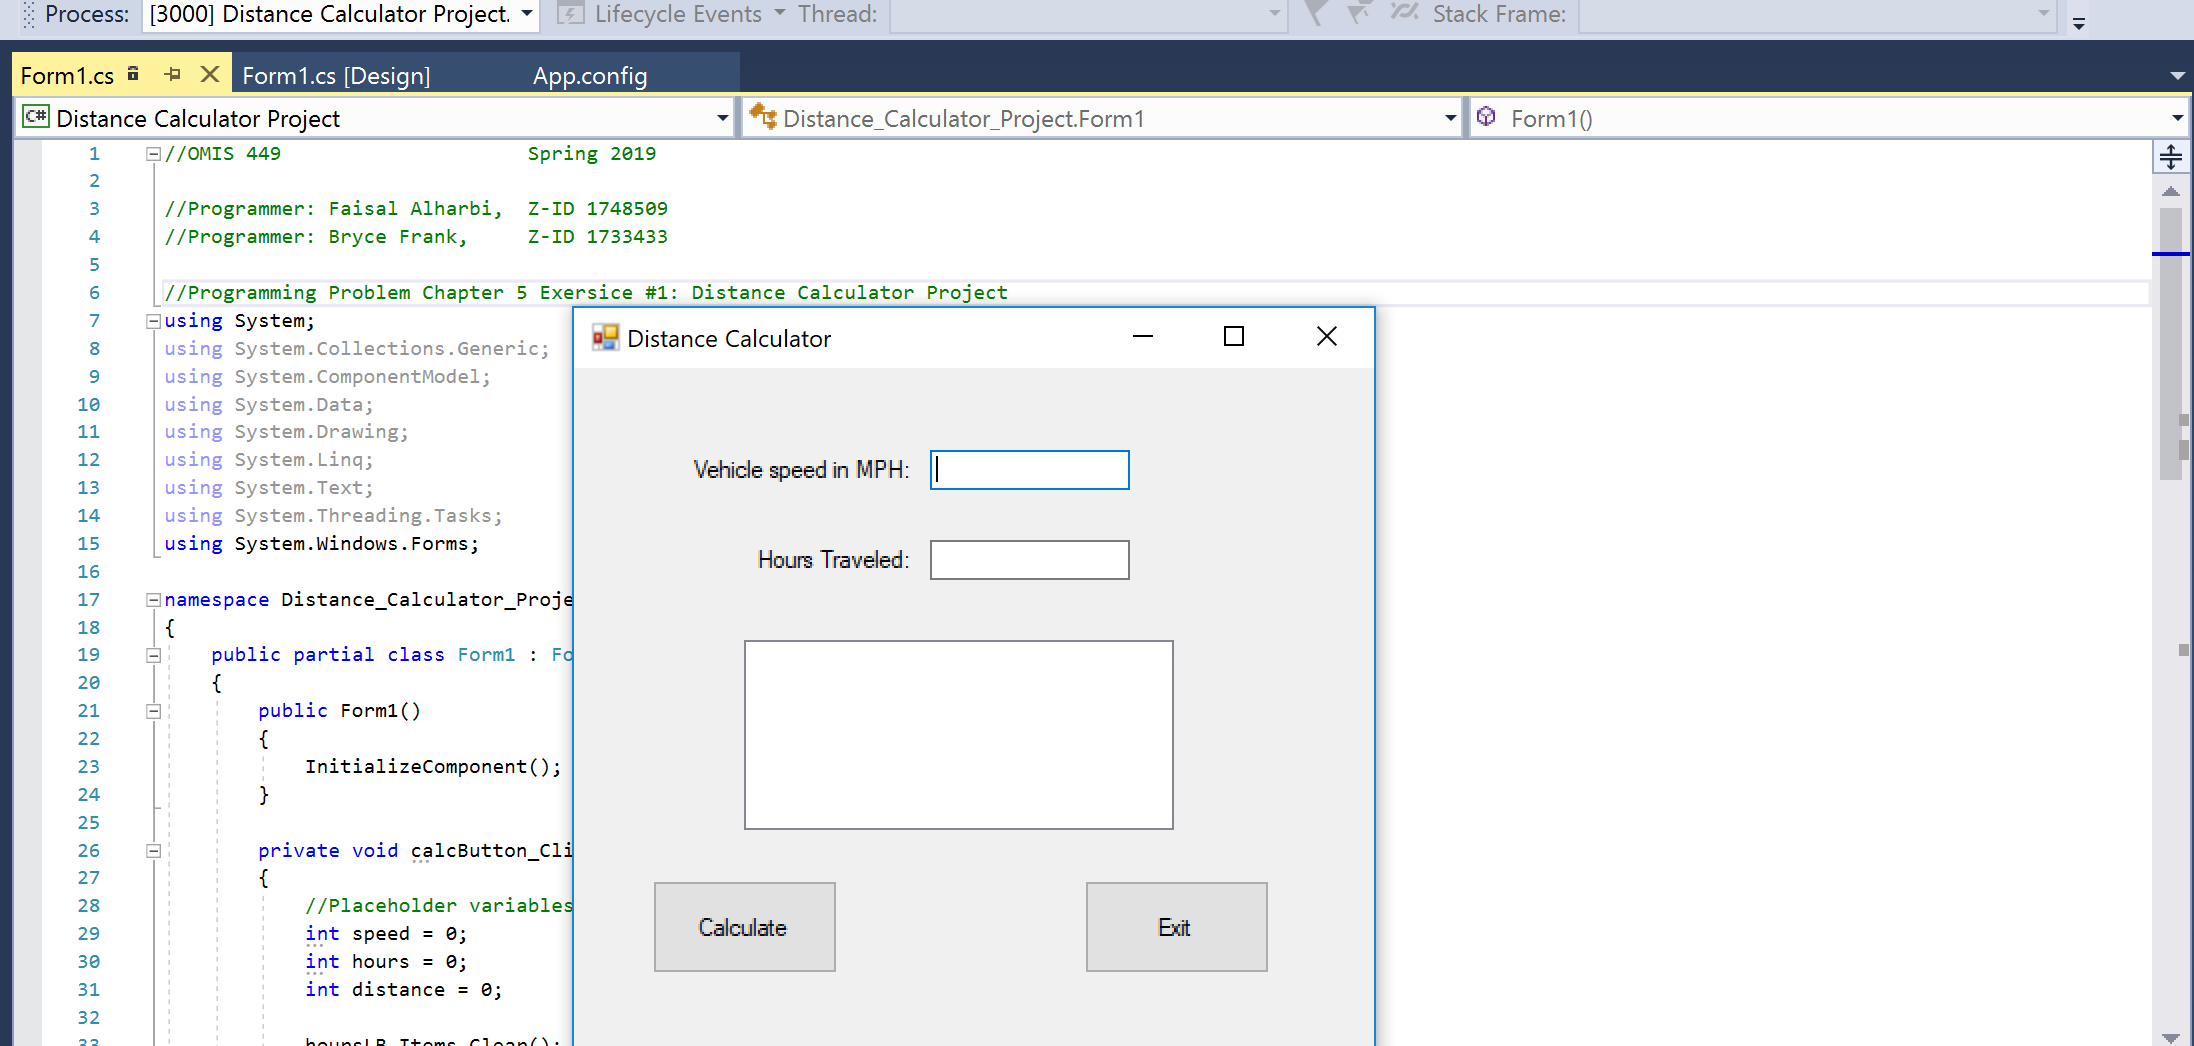 Process: [3000] Distance Calculator Project. Lifecycle Events Thread: Stack Frame:
Form1.cs Form1.cs [Design] App.config
C# Distance Calculator Project Distance_Calculator_Project.Form1 Form1()
1 //OMIS 449 Spring 2019
2
3 //Programmer: Faisal Alharbi, Z-ID 1748509
4 //Programmer: Bryce Frank, Z-ID 1733433
5
6 //Programming Problem Chapter 5 Exersice #1: Distance Calculator Project
7 using System;
8 using System.Collections.Generic;
9 using System.ComponentModel;
10 using System.Data;
11 using System.Drawing;
12 using System.Linq;
13 using System.Text;
14 using System.Threading.Tasks;
15 using System.Windows.Forms;
16
17 namespace Distance_Calculator_Proje
18 {
19 public partial class Form1 : Fo
20 {
21 public Form1()
22 {
23 InitializeComponent();
24 }
25
26 private void calcButton_Cli
27 {
28 //Placeholder variables
29 int speed = 0;
30 int hours = 0;
31 int distance = 0;
32
33 hoursLB.Items.Clear();
Distance Calculator
Vehicle speed in MPH:
Hours Traveled:
Calculate Exit